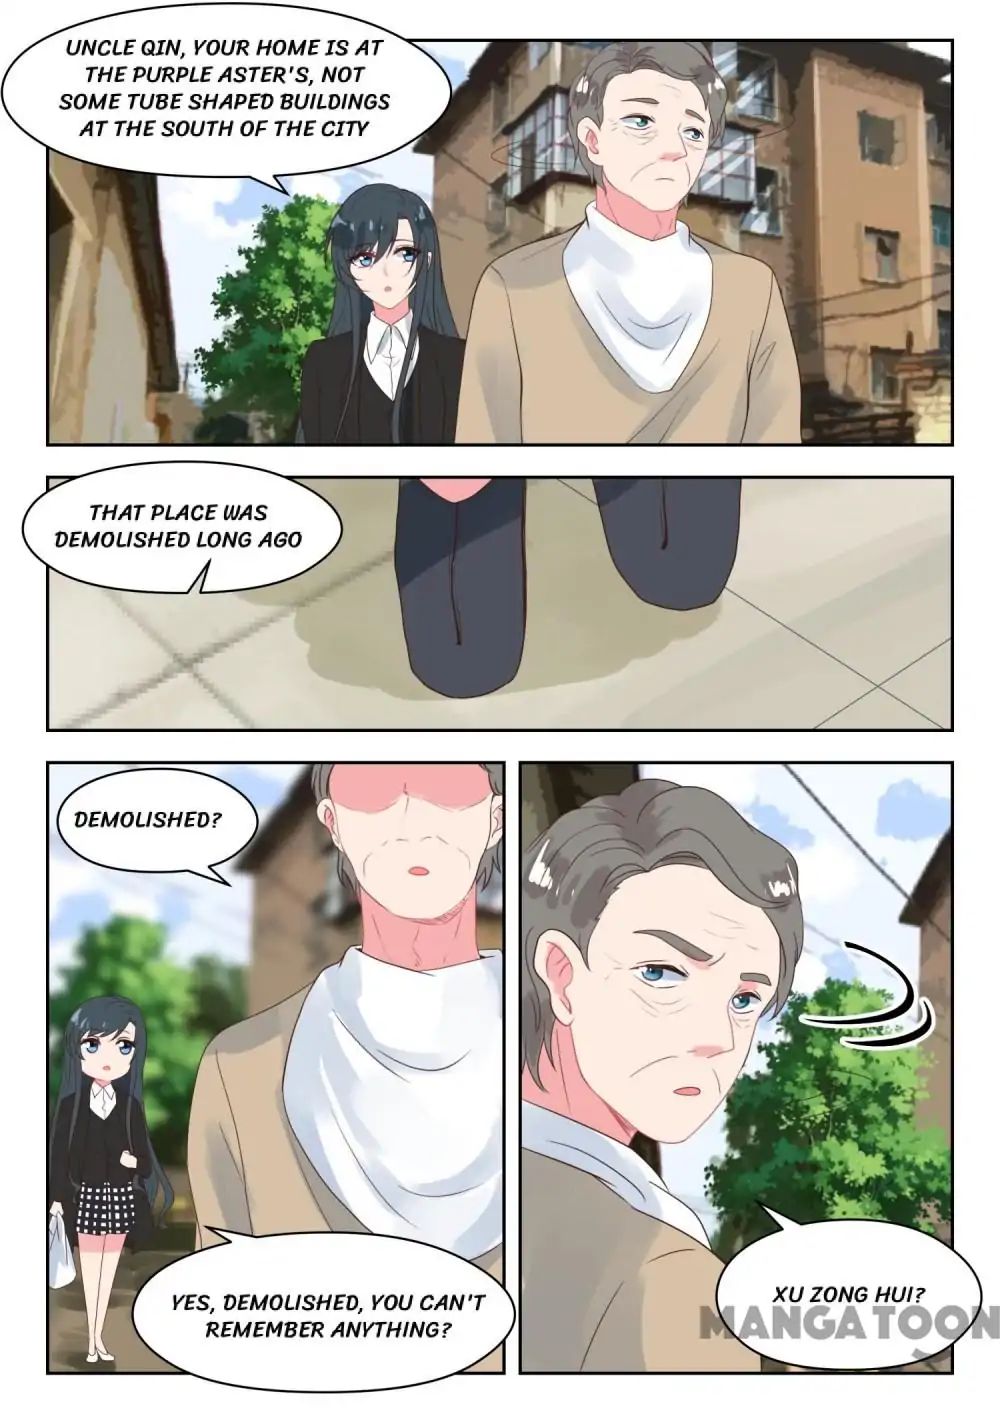 UNCLE QIN, YOUR HOME IS AT
THE PURPLE ASTER'S, NOT
SOME TUBE SHAPED BUILDINGS
AT THE SOUTH OF THE CITY
THAT PLACE WAS
DEMOLISHED LONG AGO
DEMOLISHED?
YES, DEMOLISHED, YOU CAN'T
REMEMBER ANYTHING?
XU ZONG HUI?
MANGATOON